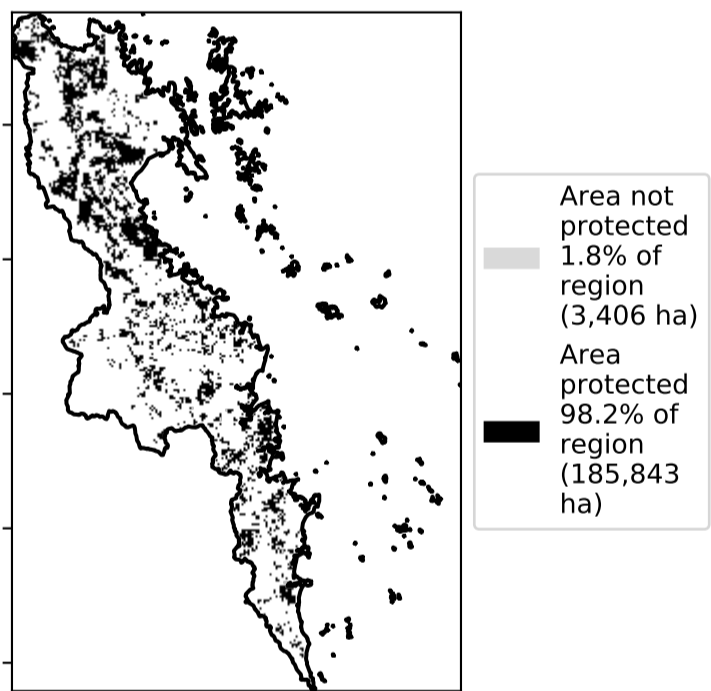 Area not
protected
1.8% of
region
(3,406 ha)
Area
protected
98.2% of
region
(185,843
ha)